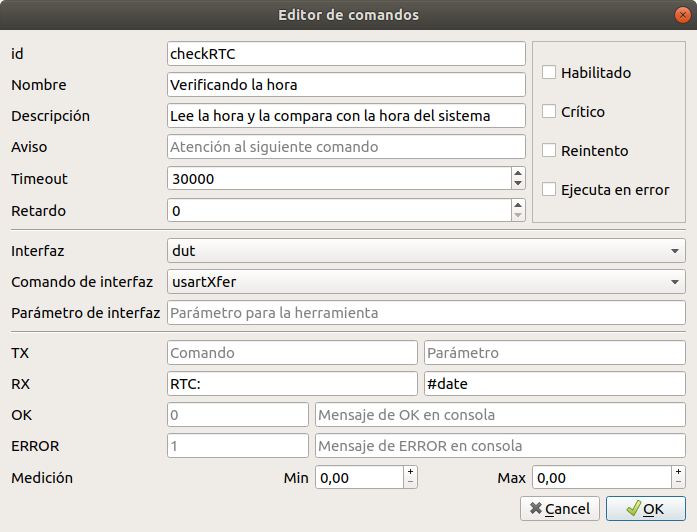 Editor de comandos
id checkRTC
Habilitado
Nombre Verificando la hora
Crítico
Descripción Lee la hora y la compara con la hora del sistema
Aviso Atención al siguiente comando
Reintento
Timeout 30000
Ejecuta en error
Retardo 0
Interfaz dut
Comando de interfaz usartXfer
Parámetro de interfaz Parámetro para la herramienta
TX Comando Parámetro
RX RTC: #date
OK 0 Mensaje de OK en consola
ERROR 1 Mensaje de ERROR en consola
Medición Min 0,00 Max 0,00
Cancel OK